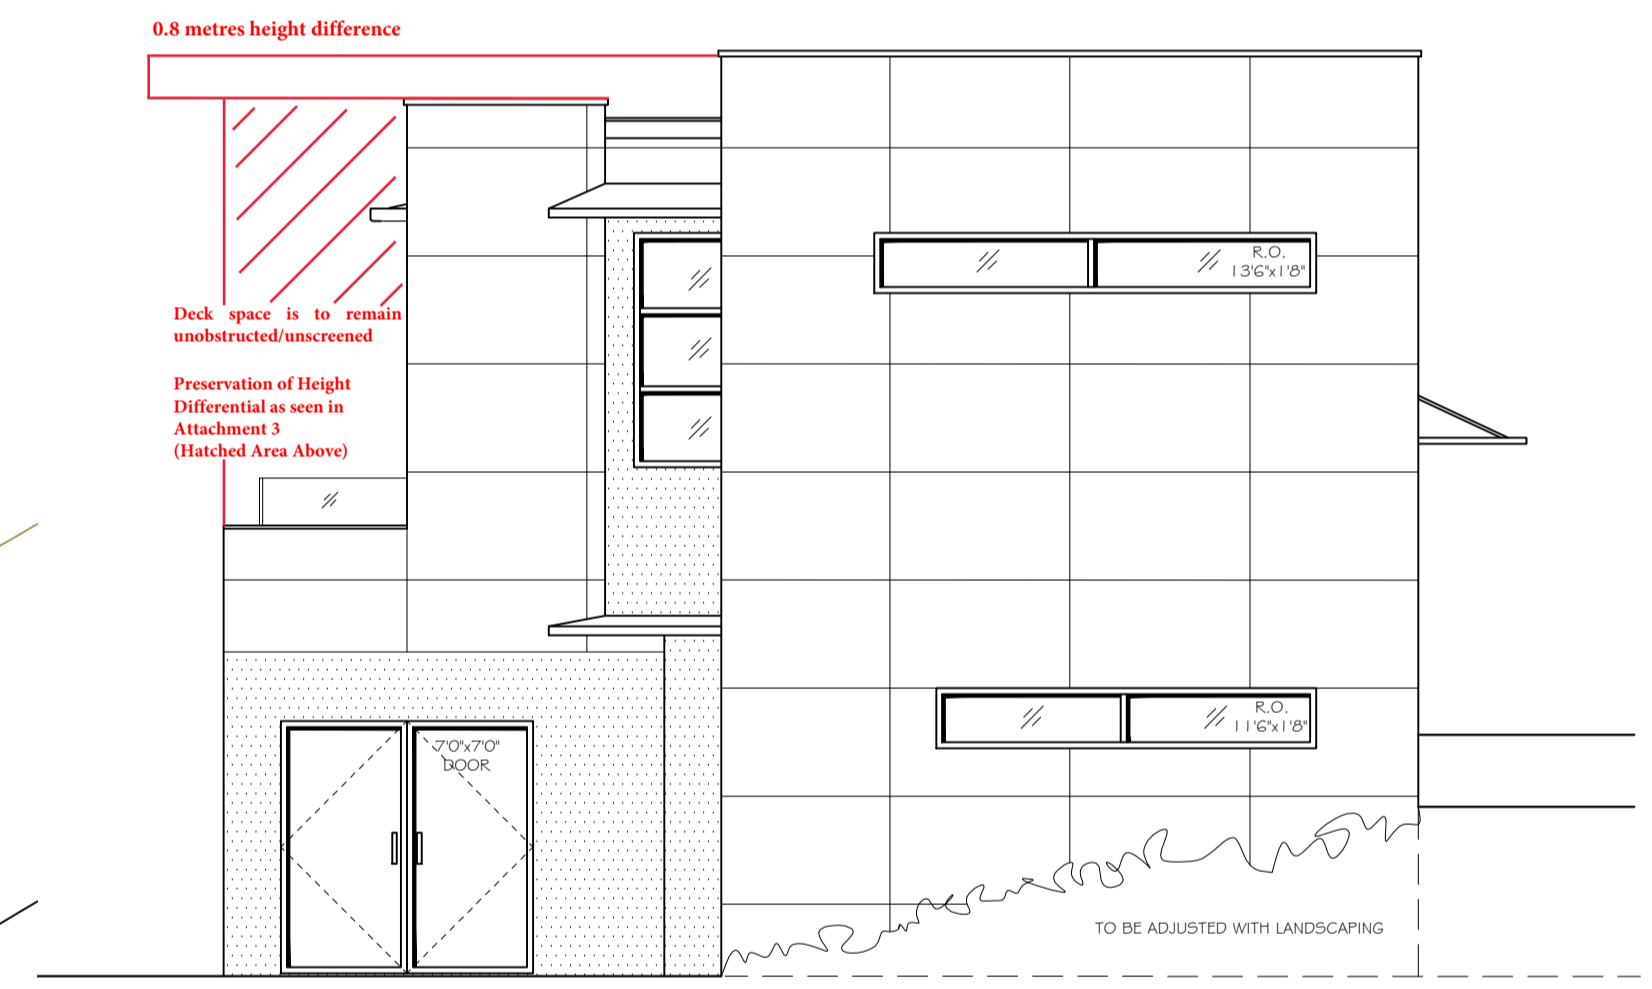 0.8 metres height difference
R.O.
13'6"x1'8"
Deck space is to remain
unobstructed/unscreened
Preservation of Height
Differential as seen in
Attachment 3
(Hatched Area Above)
R.O.
11'6"x1'8"
7'0"x7'0"
DOOR
TO BE ADJUSTED WITH LANDSCAPING